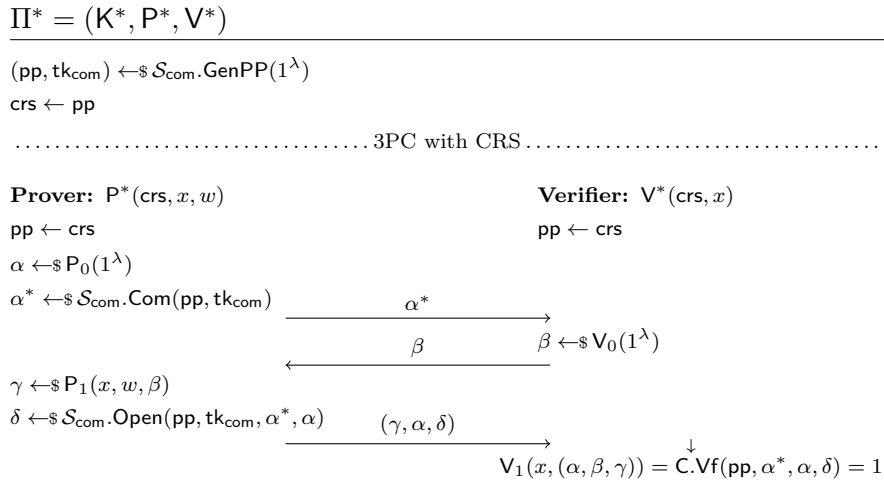 Π* = (K*, P*, V*)
(pp, tk_com) ←$ S_com.GenPP(1^λ)
crs ← pp
3PC with CRS
Prover: P*(crs, x, w) Verifier: V*(crs, x)
pp ← crs pp ← crs
α ←$ P_0(1^λ)
α* ←$ S_com.Com(pp, tk_com) α*
β β ←$ V_0(1^λ)
γ ←$ P_1(x, w, β)
δ ←$ S_com.Open(pp, tk_com, α*, α) (γ, α, δ)
↓
V_1(x, (α, β, γ)) = C.Vf(pp, α*, α, δ) = 1